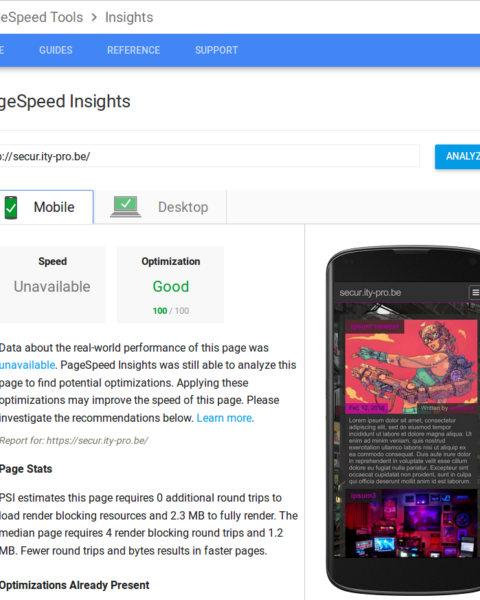 eSpeed Tools > Insights
E GUIDES REFERENCE SUPPORT
geSpeed Insights
://secur.ity-pro.be/
ANALYZ
Mobile Desktop
Speed Optimization
Unavailable Good
100 / 100
Data about the real-world performance of this page was
unavailable. PageSpeed Insights was still able to analyze this
page to find potential optimizations. Applying these
optimizations may improve the speed of this page. Please
investigate the recommendations below. Learn more.
Report for: https://secur.ity-pro.be/
Page Stats
PSI estimates this page requires 0 additional round trips to
load render blocking resources and 2.3 MB to fully render. The
median page requires 4 render blocking round trips and 1.2
MB. Fewer round trips and bytes results in faster pages.
Optimizations Already Present
secur.ity-pro.be
Feb. 12, 2018 Written by
Lorem ipsum dolor sit amet, consectetur
adipiscing elit, sed do eiusmod tempor
incididunt ut labore et dolore magna aliqua. Ut
enim ad minim veniam, quis nostrud
exercitation ullamco laboris nisi ut aliquip ex
ea commodo consequat. Duis aute irure dolor
in reprehenderit in voluptate velit esse cillum
dolore eu fugiat nulla pariatur. Excepteur sint
occaecat cupidatat non proident, sunt in culpa
qui officia deserunt mollit anim id est laborum.
Ipsum3